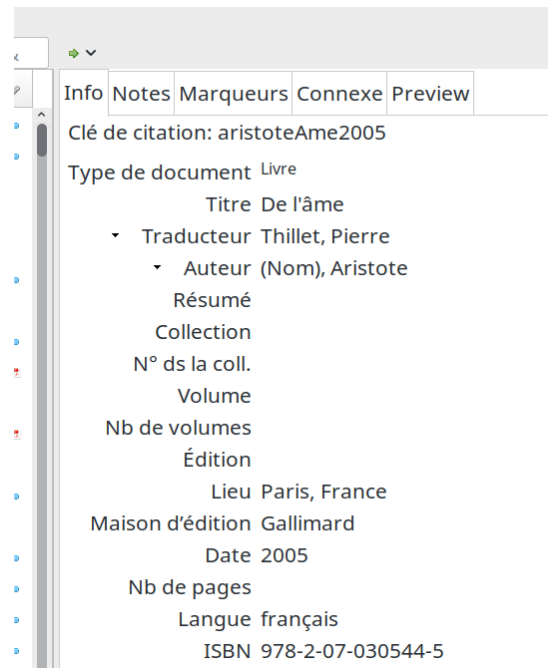 Info Notes Marqueurs Connexe Preview
Clé de citation: aristoteAme2005
Type de document Livre
Titre De l'âme
Traducteur Thillet, Pierre
Auteur (Nom), Aristote
Résumé
Collection
N° ds la coll.
Volume
Nb de volumes
Édition
Lieu Paris, France
Maison d’édition Gallimard
Date 2005
Nb de pages
Langue français
ISBN 978-2-07-030544-5